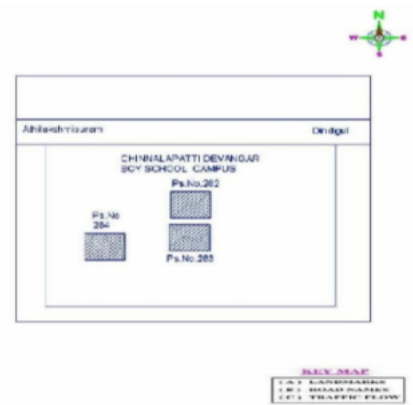 N
W
E
S
Athilakshmipuram
Dindigul
CHINNALAPATTI DEVANGAR
BOY SCHOOL CAMPUS
Ps.No.282
Ps.No
284
Ps.No.283
KEY MAP
(A) LANDMARKS
(B) ROAD NAMES
(C) TRAFFIC FLOW